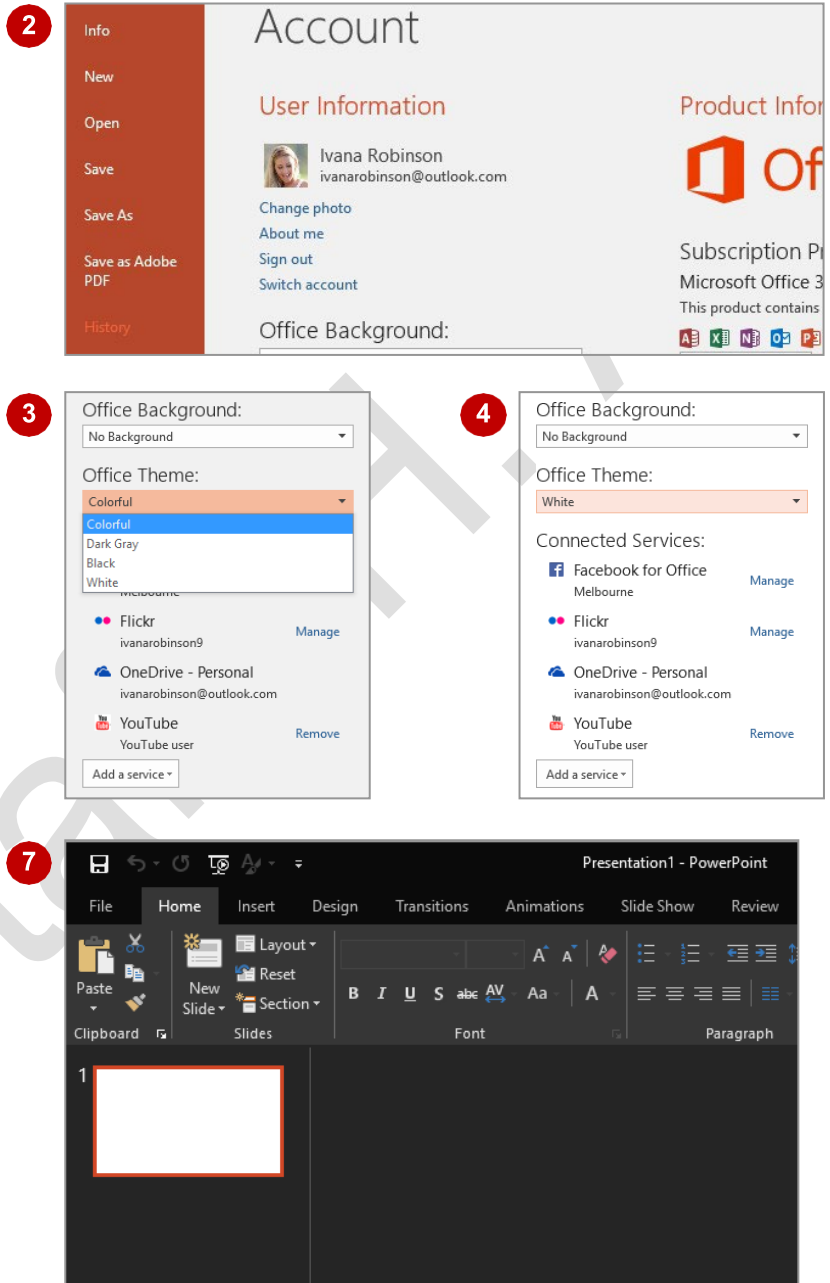 2
Info
New
Open
Save
Save As
Save as Adobe
PDF
History
Account
User Information
Ivana Robinson
ivanarobinson@outlook.com
Change photo
About me
Sign out
Switch account
Office Background:
Product Infor
Of
Subscription Pr
Microsoft Office 3
This product contains
3
Office Background:
No Background
Office Theme:
Colorful
Colorful
Dark Gray
Black
White
Melbourne
Flickr
ivanarobinson9
Manage
OneDrive - Personal
ivanarobinson@outlook.com
YouTube
YouTube user
Remove
Add a service
4
Office Background:
No Background
Office Theme:
White
Connected Services:
Facebook for Office
Melbourne
Manage
Flickr
ivanarobinson9
Manage
OneDrive - Personal
ivanarobinson@outlook.com
YouTube
YouTube user
Remove
Add a service
7
Presentation1 - PowerPoint
File Home Insert Design Transitions Animations Slide Show Review
Paste
New
Slide
Layout
Reset
Section
B I U S abc AV Aa A
A A
Clipboard Slides Font Paragraph
1